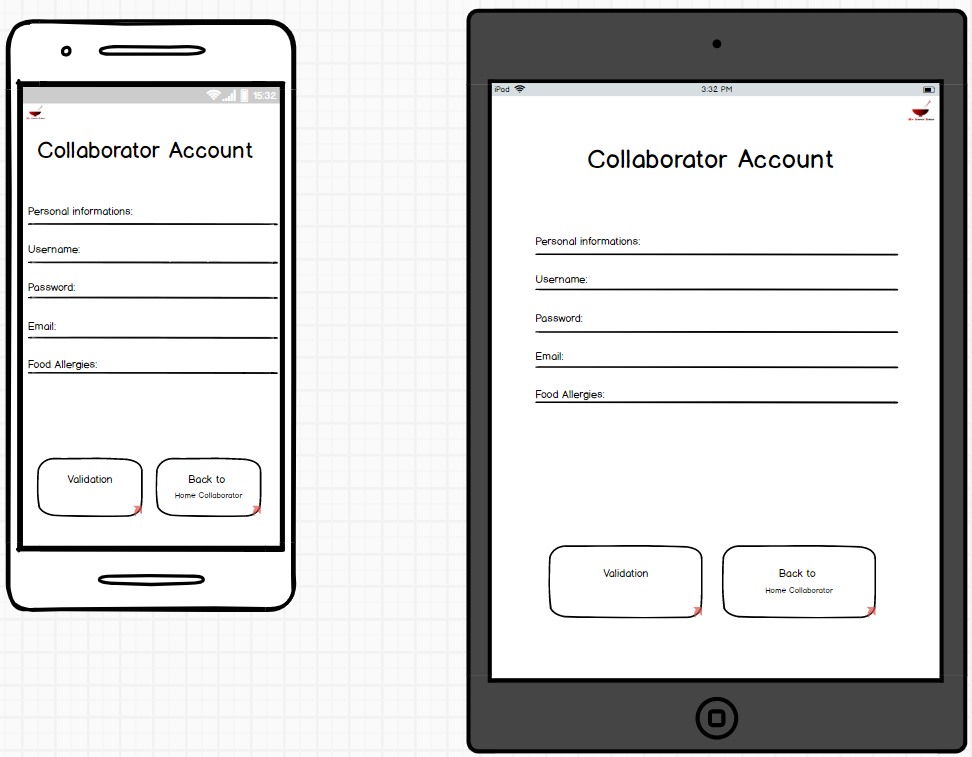 15:32
Collaborator Account
Personal informations:
Username:
Password:
Email:
Food Allergies:
Validation
Back to
Home Collaborator
iPod
3:32 PM
Collaborator Account
Personal informations:
Username:
Password:
Email:
Food Allergies:
Validation
Back to
Home Collaborator